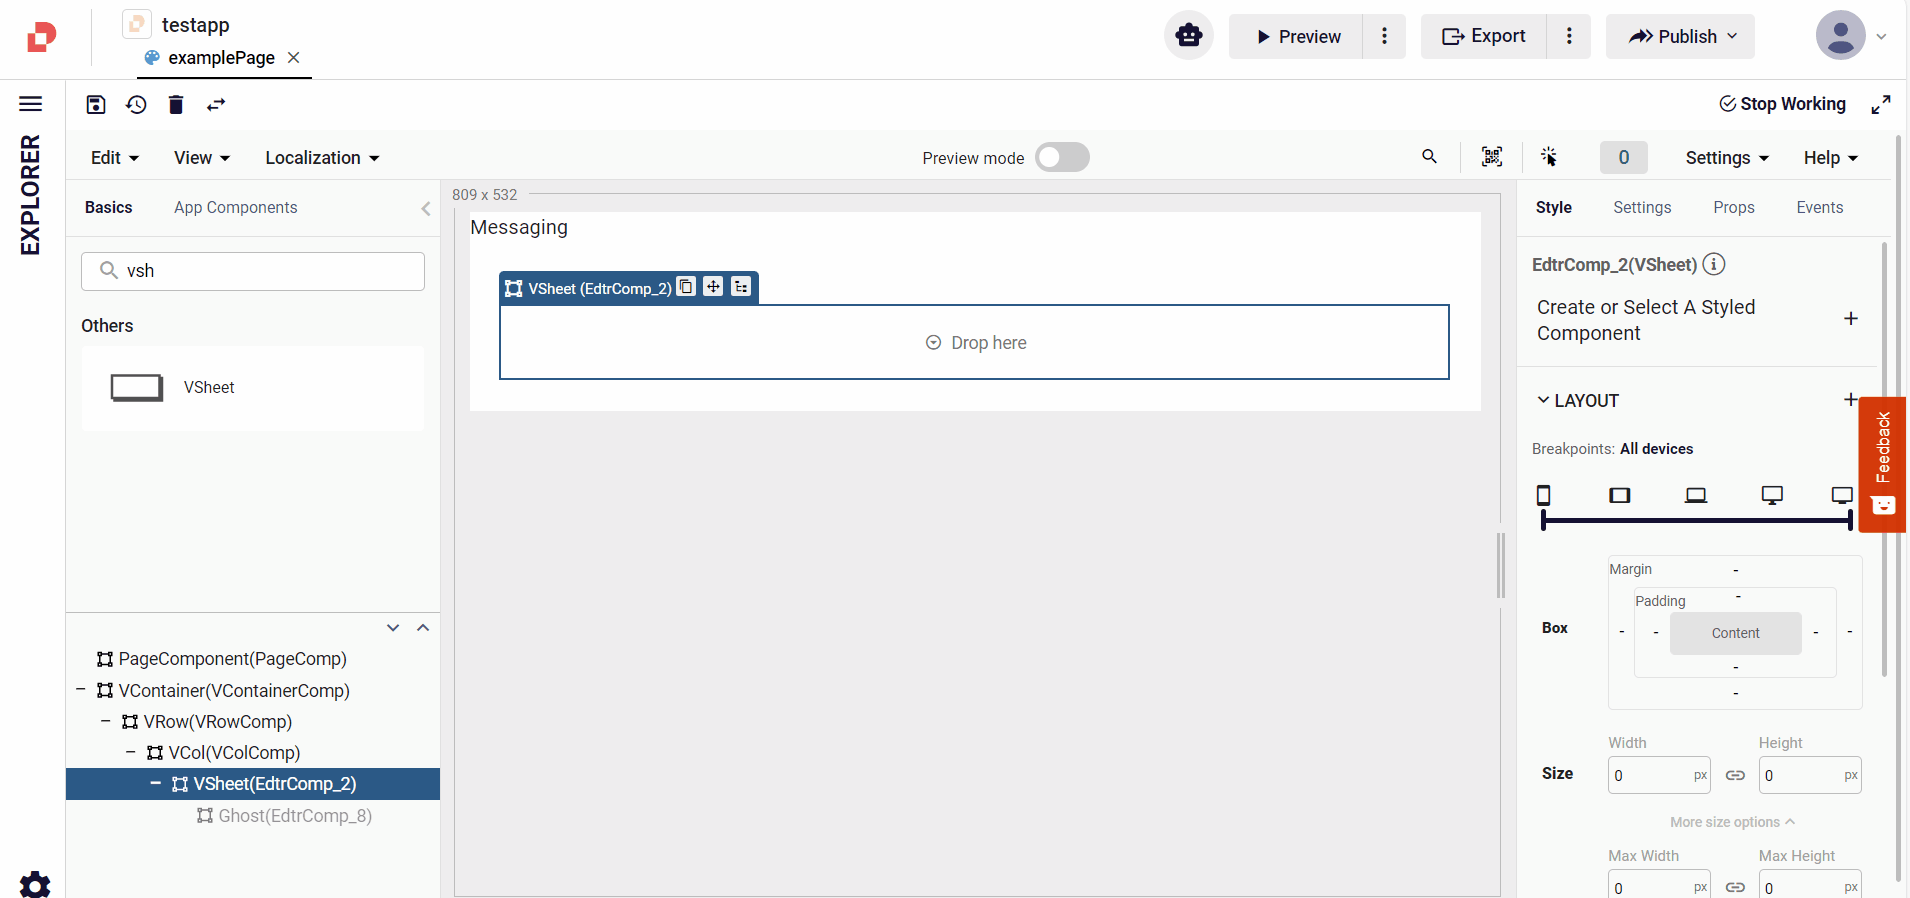 testapp
examplePage
Preview
Export
Publish
EXPLORER
Stop Working
Edit
View
Localization
Preview mode
0
Settings
Help
Basics
App Components
vsh
Others
VSheet
809 x 532
Messaging
VSheet (EdtrComp_2)
Drop here
PageComponent(PageComp)
VContainer(VContainerComp)
VRow(VRowComp)
VCol(VColComp)
VSheet(EdtrComp_2)
Ghost(EdtrComp_8)
Style
Settings
Props
Events
EdtrComp_2(VSheet)
Create or Select A Styled
Component
LAYOUT
Breakpoints: All devices
Feedback
Box
Margin
-
Padding
-
- - Content - -
-
-
Size
Width
Height
0 px
0 px
More size options
Max Width
Max Height
0 px
0 px